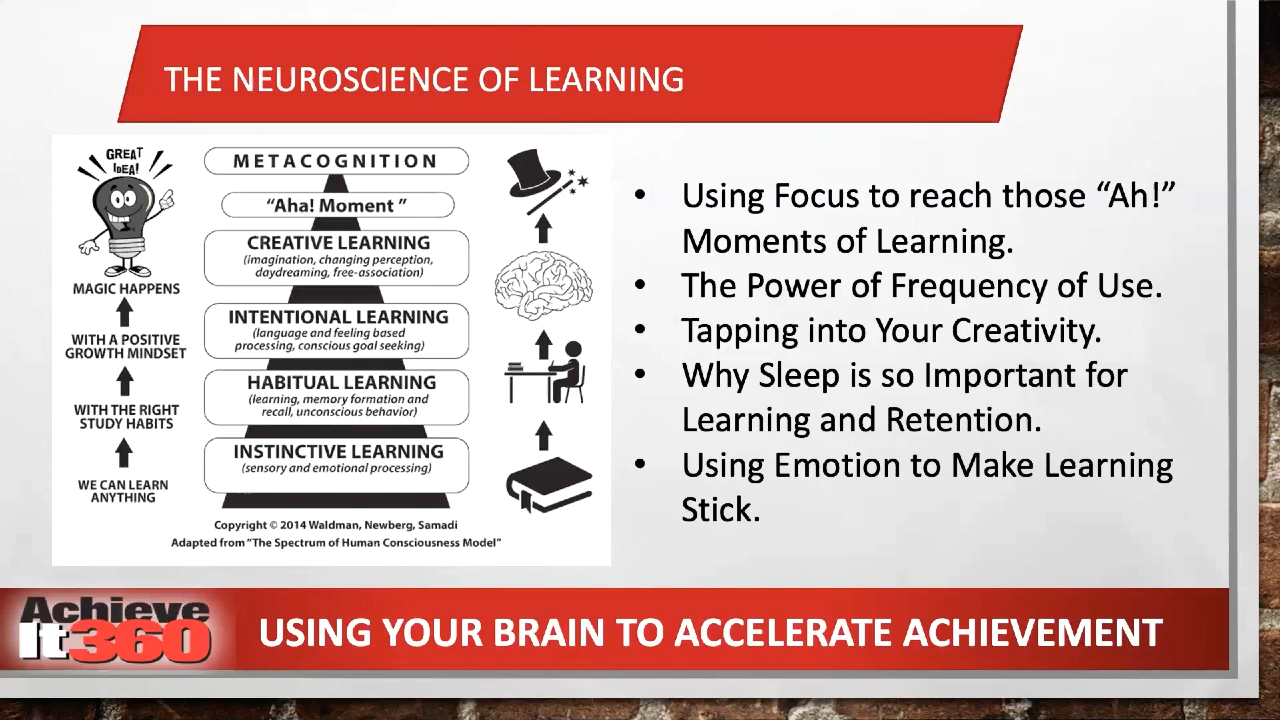 THE NEUROSCIENCE OF LEARNING
GREAT
IDEA!
MAGIC HAPPENS
WITH A POSITIVE
GROWTH MINDSET
WITH THE RIGHT
STUDY HABITS
WE CAN LEARN
ANYTHING
METACOGNITION
“Aha! Moment ”
CREATIVE LEARNING
(imagination, changing perception,
daydreaming, free-association)
INTENTIONAL LEARNING
(language and feeling based
processing, conscious goal seeking)
HABITUAL LEARNING
(learning, memory formation and
recall, unconscious behavior)
INSTINCTIVE LEARNING
(sensory and emotional processing)
Copyright © 2014 Waldman, Newberg, Samadi
Adapted from “The Spectrum of Human Consciousness Model”
• Using Focus to reach those “Ah!”
Moments of Learning.
• The Power of Frequency of Use.
• Tapping into Your Creativity.
• Why Sleep is so Important for
Learning and Retention.
• Using Emotion to Make Learning
Stick.
Achieve
It360
USING YOUR BRAIN TO ACCELERATE ACHIEVEMENT